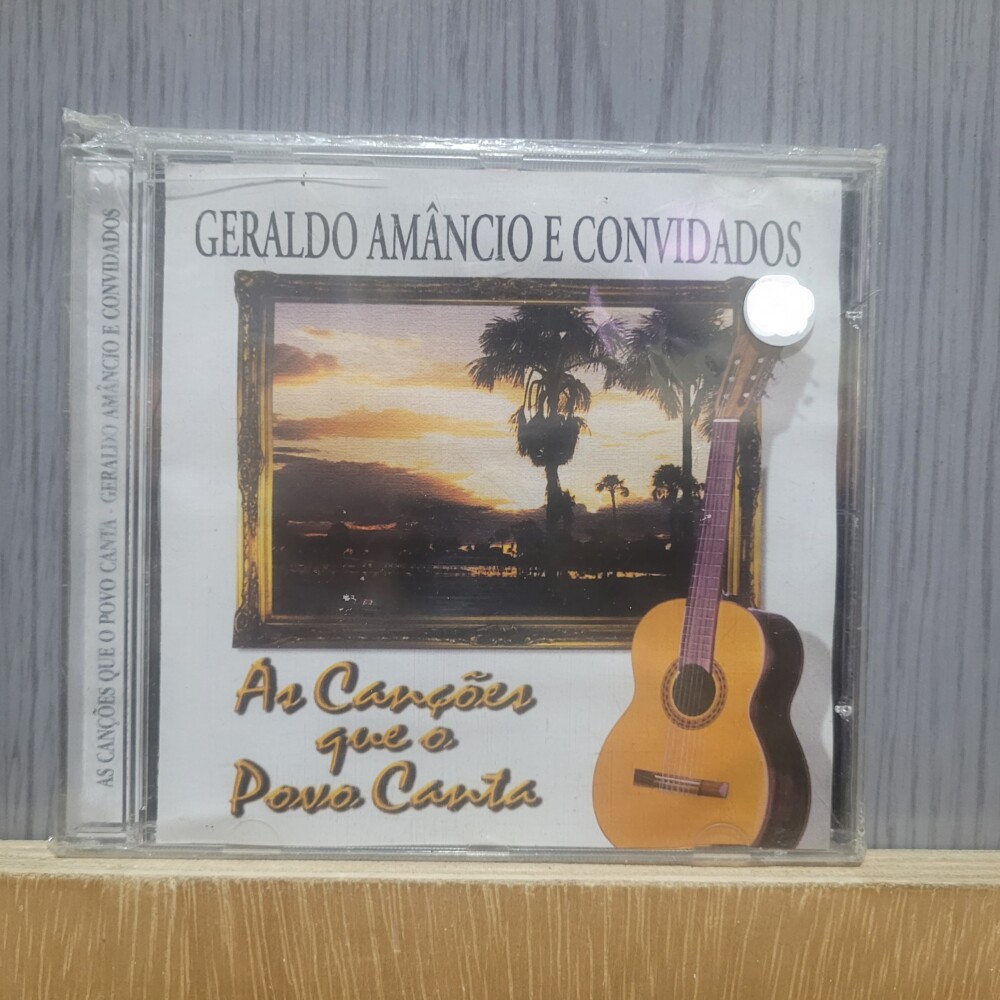 GERALDO AMÂNCIO E CONVIDADOS
As Canções
que o
Povo Canta
AS CANÇÕES QUE O POVO CANTA - GERALDO AMÂNCIO E CONVIDADOS